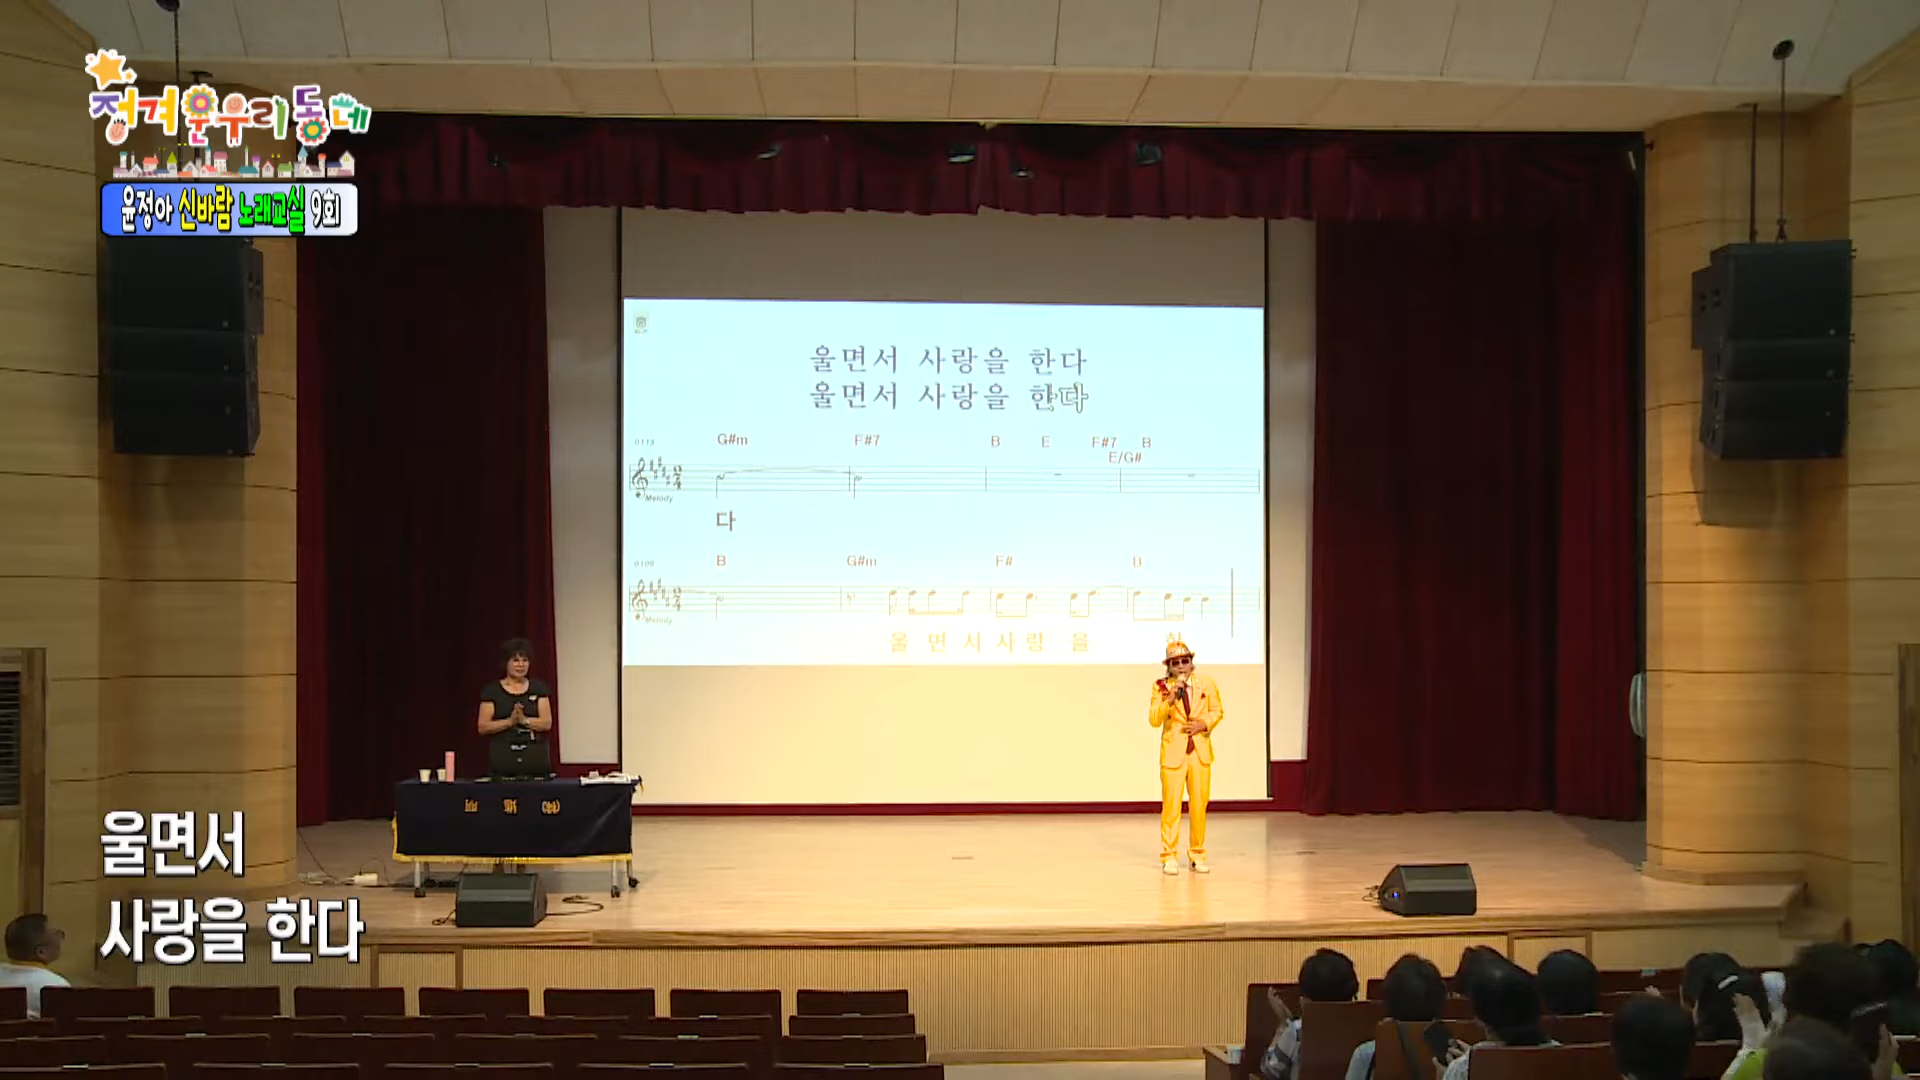 정겨운우리동네
윤정아 신바람 노래교실 9회
울면서 사랑을 한다
울면서 사랑을 한다
G#m F#7 B E F#7 B
E/G#
Melody
다
B G#m F# B
Melody
울 면 서 사 랑 을
울면서
사랑을 한다